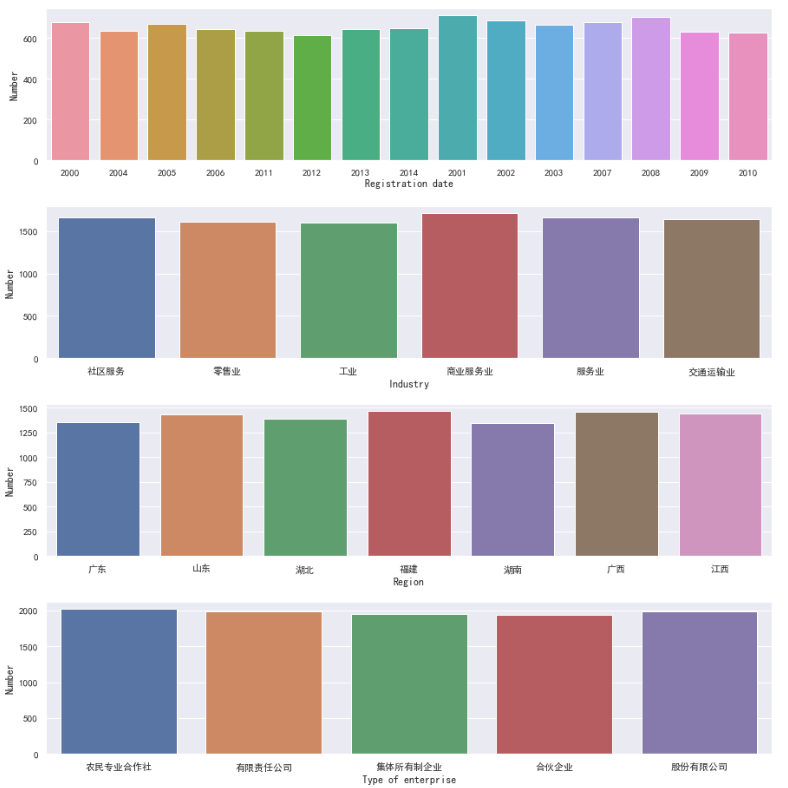 600
400
200
0
Number
2000 2004 2005 2006 2011 2012 2013 2014 2001 2002 2003 2007 2008 2009 2010
Registration date
1500
1000
500
0
Number
社区服务 零售业 工业 商业服务业 服务业 交通运输业
Industry
1500
1250
1000
750
500
250
0
Number
广东 山东 湖北 福建 湖南 广西 江西
Region
2000
1500
1000
500
0
Number
农民专业合作社 有限责任公司 集体所有制企业 合伙企业 股份有限公司
Type of enterprise